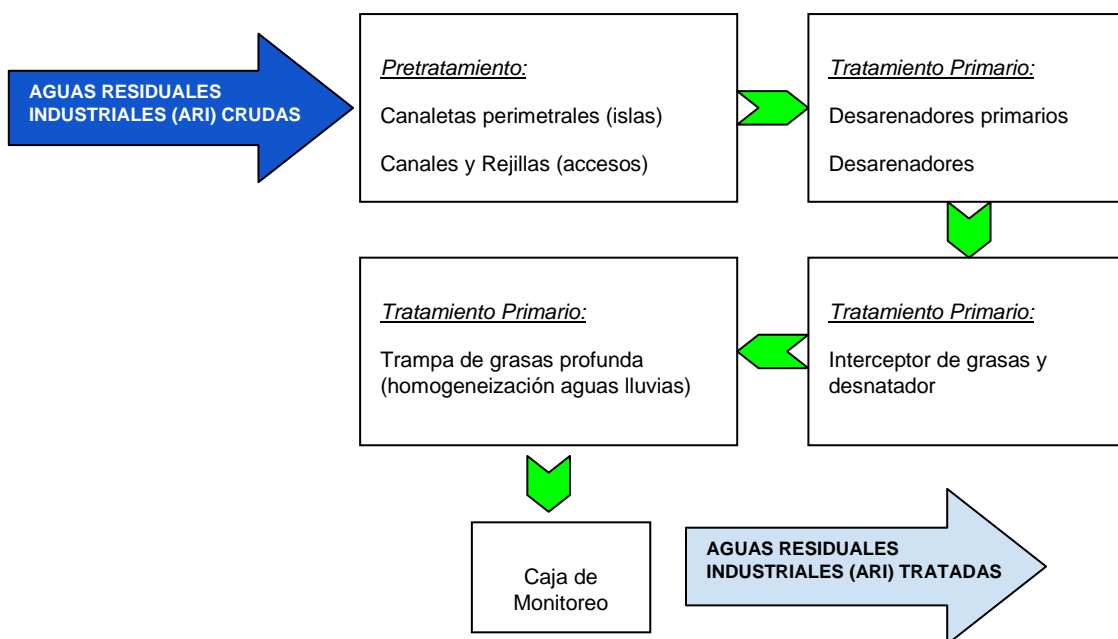 AGUAS RESIDUALES
INDUSTRIALES (ARI) CRUDAS
Pretratamiento:
Canaletas perimetrales (islas)
Canales y Rejillas (accesos)
Tratamiento Primario:
Desarenadores primarios
Desarenadores
Tratamiento Primario:
Interceptor de grasas y
desnatador
Tratamiento Primario:
Trampa de grasas profunda
(homogeneización aguas lluvias)
Caja de
Monitoreo
AGUAS RESIDUALES
INDUSTRIALES (ARI) TRATADAS